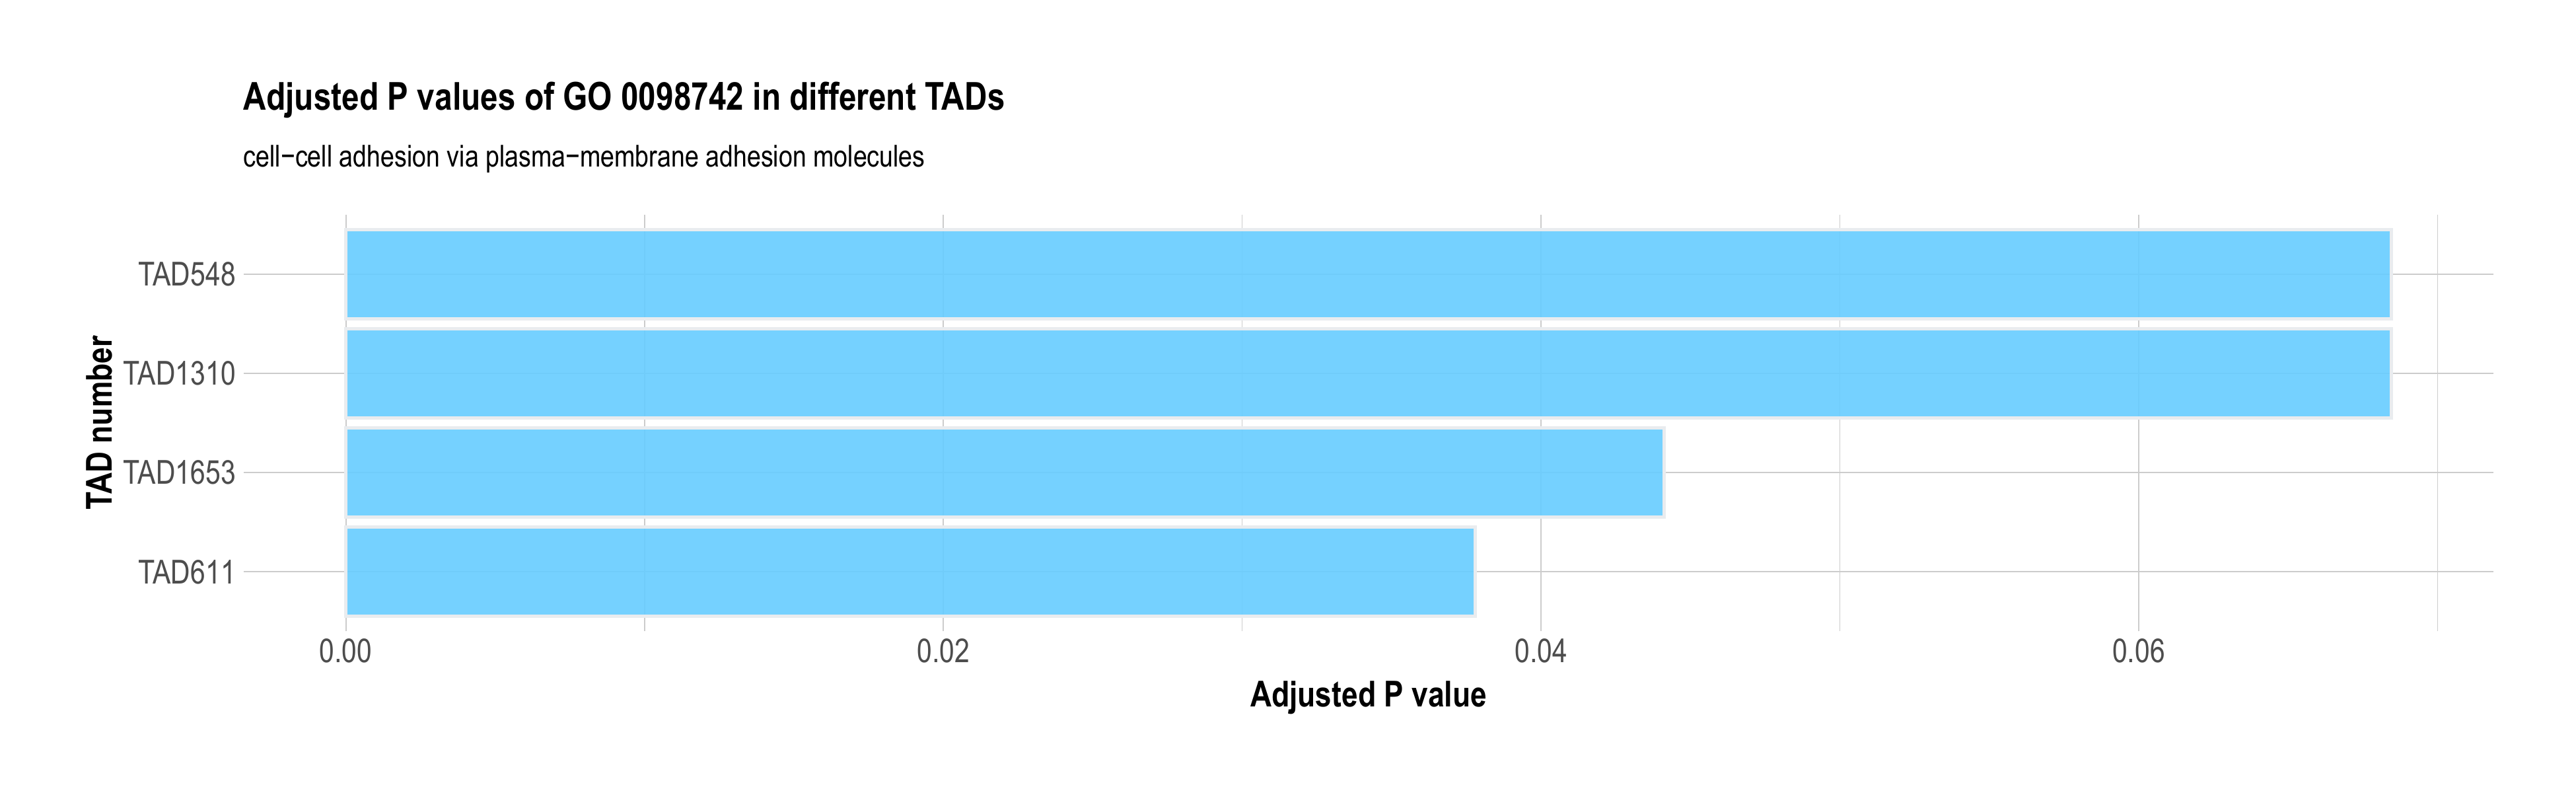 Adjusted P values of GO 0098742 in different TADs
cell−cell adhesion via plasma−membrane adhesion molecules
TAD number
TAD548
TAD1310
TAD1653
TAD611
0.00
0.02
0.04
0.06
Adjusted P value